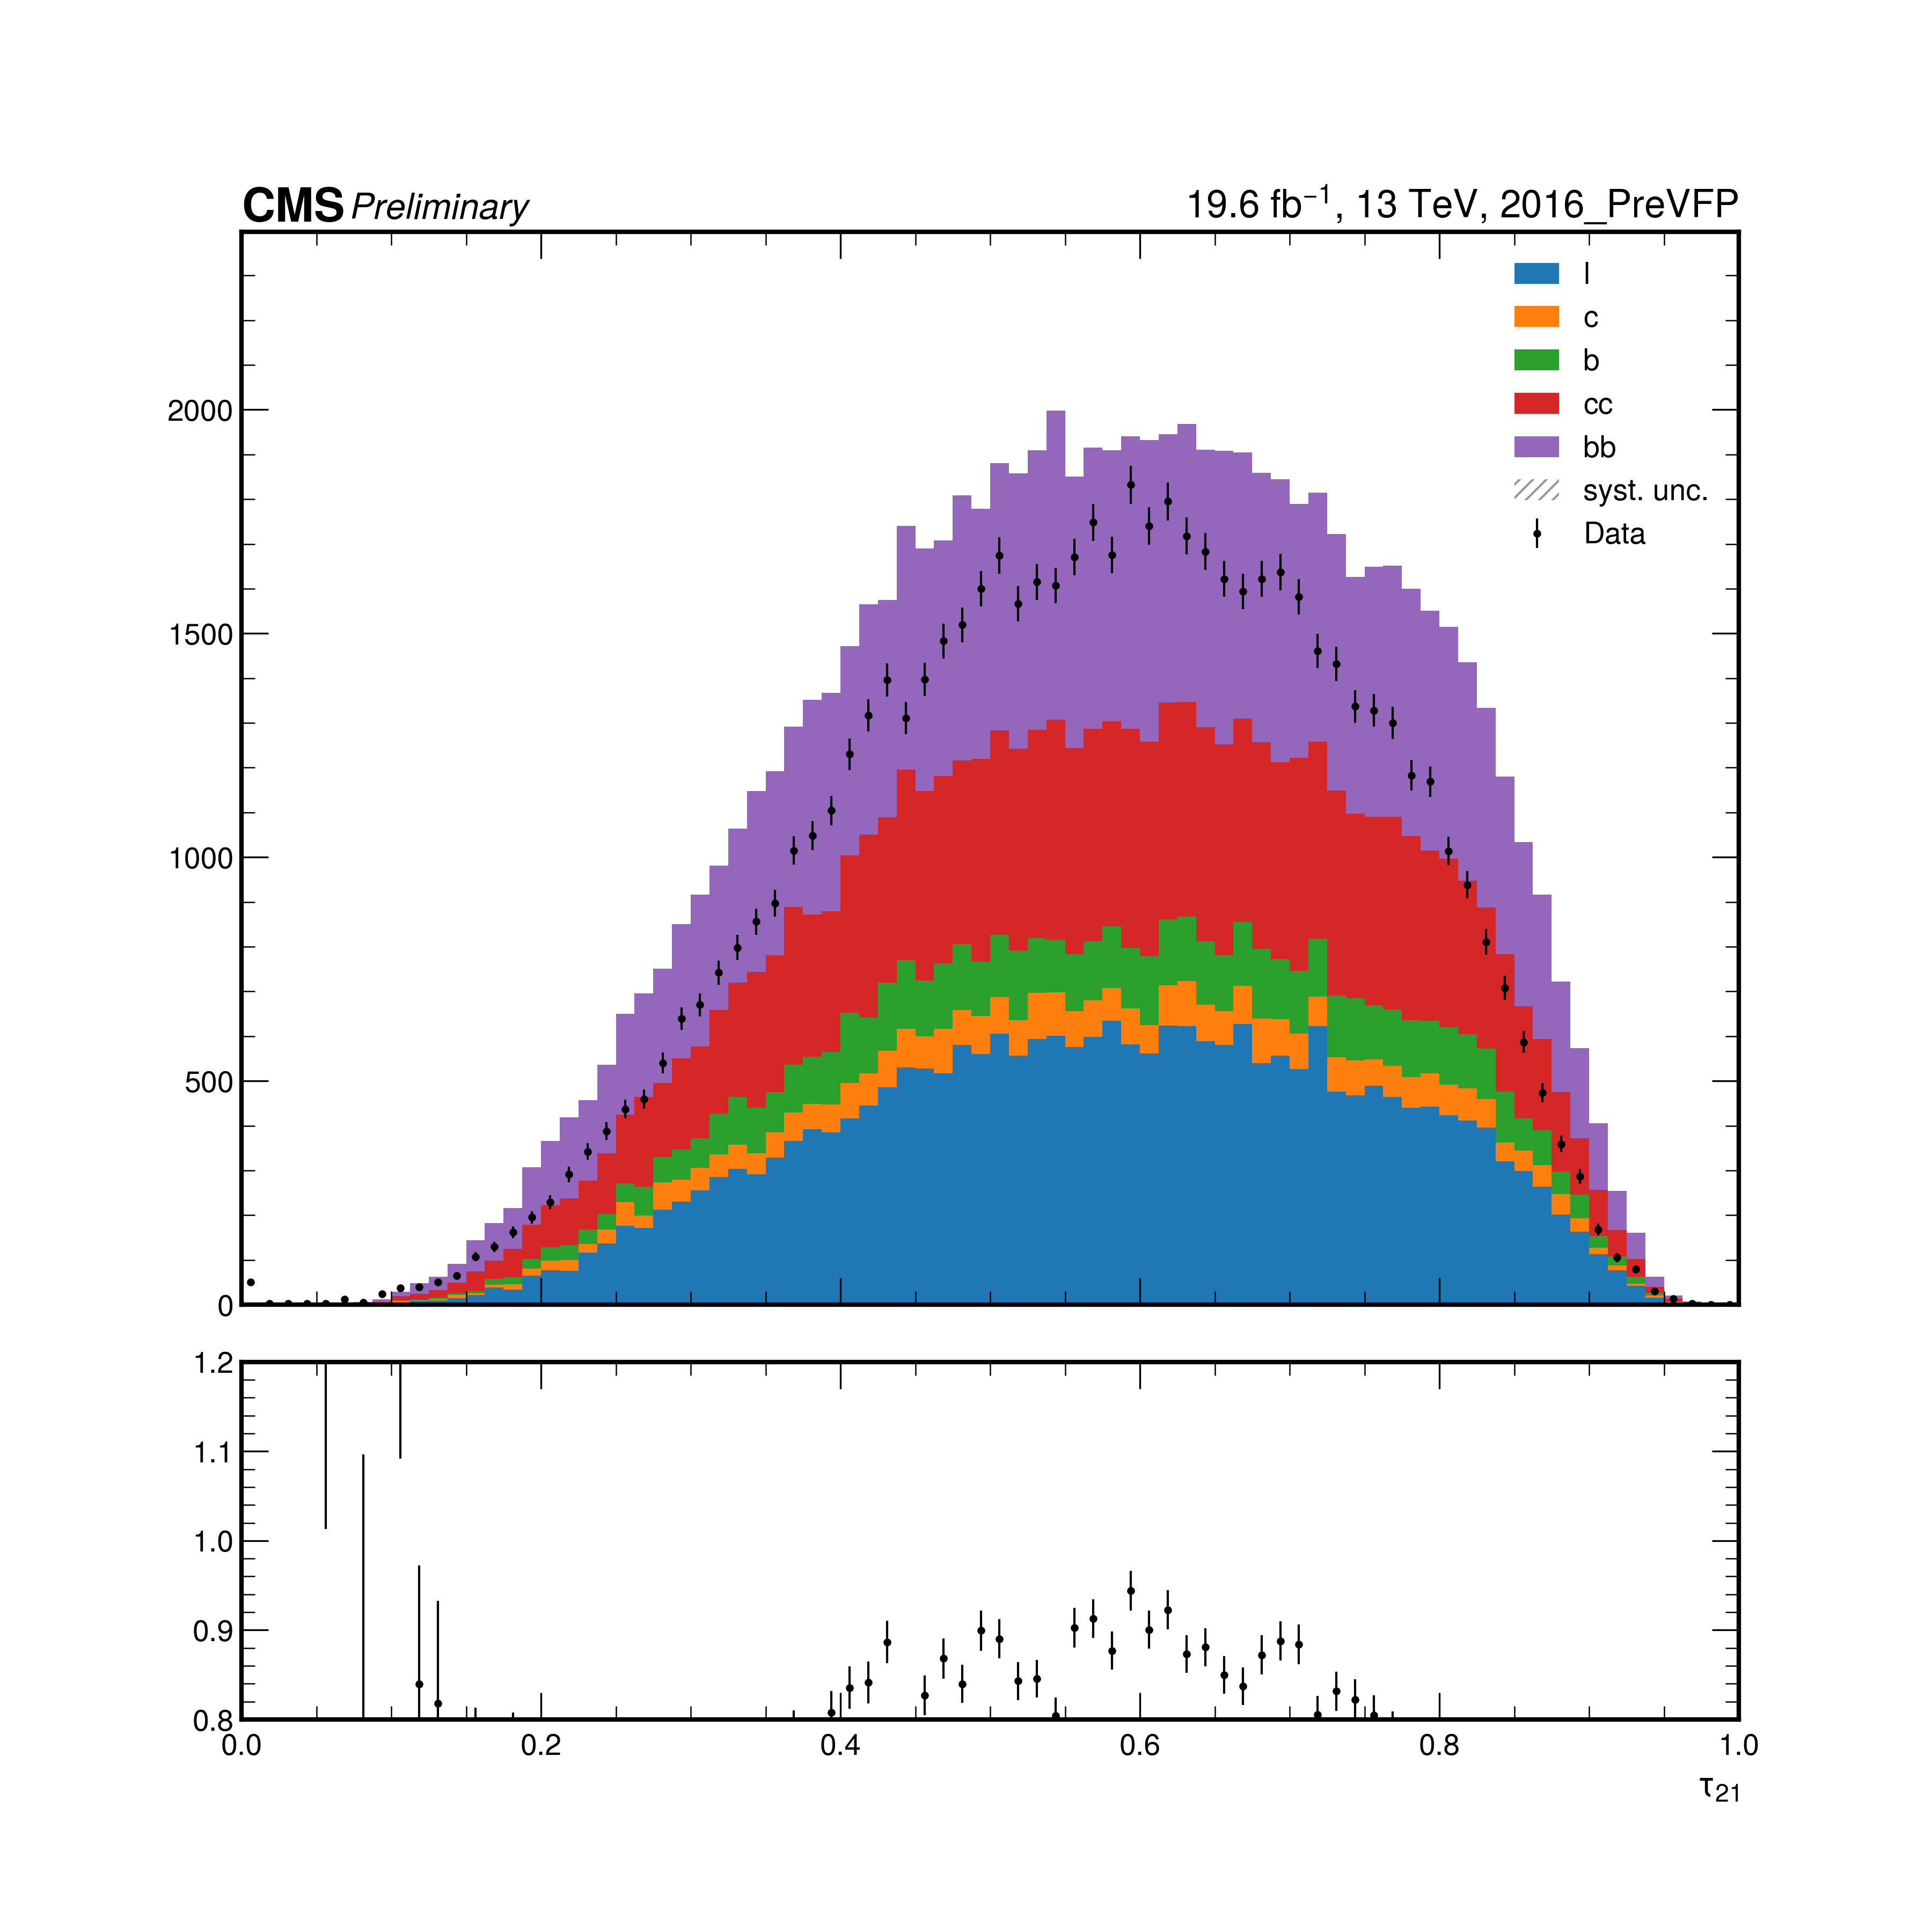 CMS Preliminary 19.6 fb⁻¹, 13 TeV, 2016_PreVFP
l
c
b
cc
bb
syst. unc.
Data
2000
1500
1000
500
0
1.2
1.1
1.0
0.9
0.8
0.0 0.2 0.4 0.6 0.8 1.0
τ₂₁